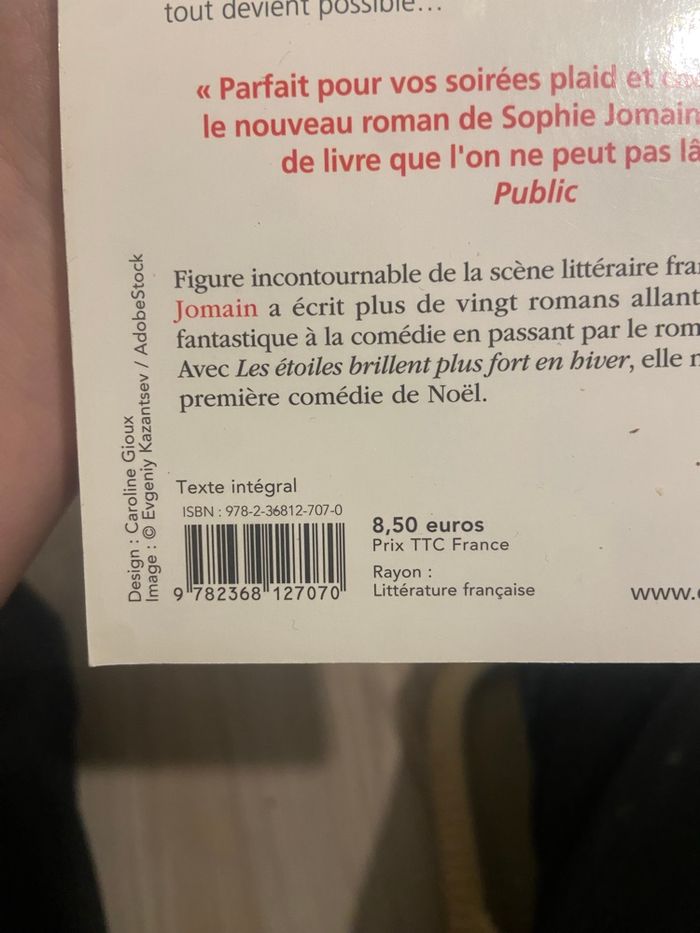 tout devient possible...
« Parfait pour vos soirées plaid et
le nouveau roman de Sophie Jomain
de livre que l'on ne peut pas lâ
Public
Figure incontournable de la scène littéraire fra
Jomain a écrit plus de vingt romans allant
fantastique à la comédie en passant par le rom
Avec Les étoiles brillent plus fort en hiver, elle n
première comédie de Noël.
Design : Caroline Gioux
Image : © Evgeniy Kazantsev / AdobeStock
Texte intégral
ISBN : 978-2-36812-707-0
9 782368 127070
8,50 euros
Prix TTC France
Rayon :
Littérature française
www.